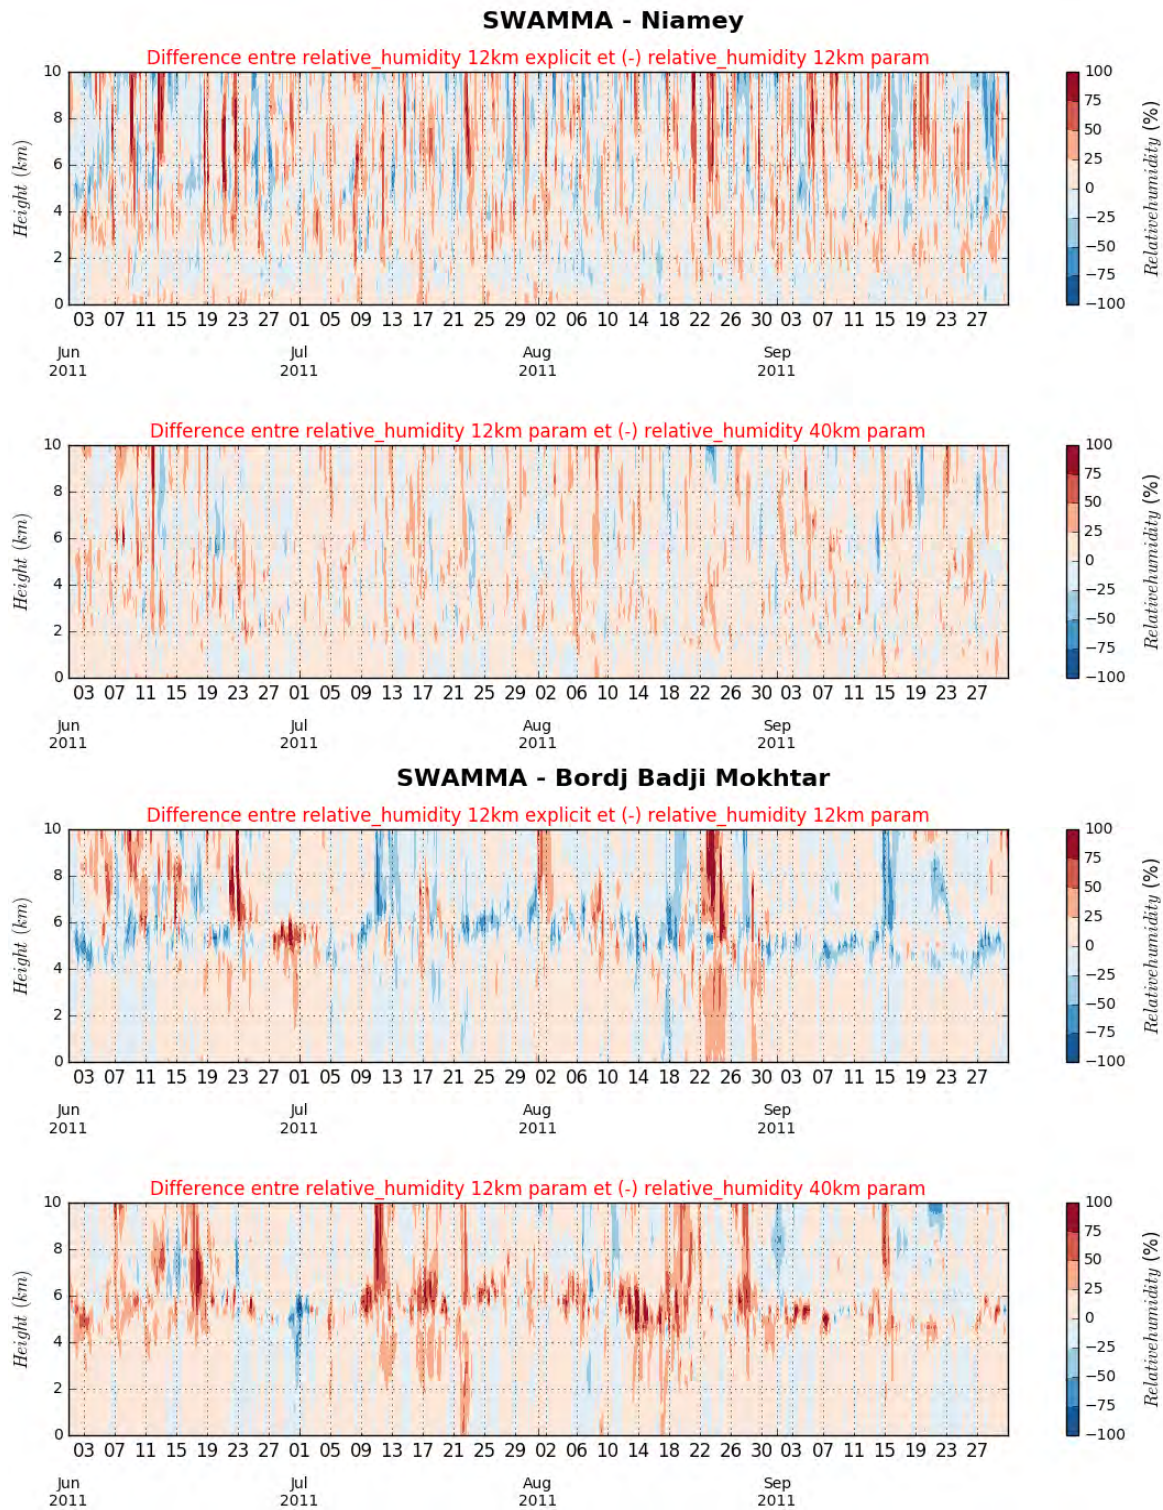 SWAMMA - Niamey
Difference entre relative_humidity 12km explicit et (-) relative_humidity 12km param
Height (km)
10
8
6
4
2
0
03 07 11 15 19 23 27 01 05 09 13 17 21 25 29 02 06 10 14 18 22 26 30 03 07 11 15 19 23 27
Jun Jul Aug Sep
2011 2011 2011 2011
100
75
50
25
0
−25
−50
−75
−100
Relativehumidity (%)
Difference entre relative_humidity 12km param et (-) relative_humidity 40km param
Height (km)
10
8
6
4
2
0
03 07 11 15 19 23 27 01 05 09 13 17 21 25 29 02 06 10 14 18 22 26 30 03 07 11 15 19 23 27
Jun Jul Aug Sep
2011 2011 2011 2011
100
75
50
25
0
−25
−50
−75
−100
Relativehumidity (%)
SWAMMA - Bordj Badji Mokhtar
Difference entre relative_humidity 12km explicit et (-) relative_humidity 12km param
Height (km)
10
8
6
4
2
0
03 07 11 15 19 23 27 01 05 09 13 17 21 25 29 02 06 10 14 18 22 26 30 03 07 11 15 19 23 27
Jun Jul Aug Sep
2011 2011 2011 2011
100
75
50
25
0
−25
−50
−75
−100
Relativehumidity (%)
Difference entre relative_humidity 12km param et (-) relative_humidity 40km param
Height (km)
10
8
6
4
2
0
03 07 11 15 19 23 27 01 05 09 13 17 21 25 29 02 06 10 14 18 22 26 30 03 07 11 15 19 23 27
Jun Jul Aug Sep
2011 2011 2011 2011
100
75
50
25
0
−25
−50
−75
−100
Relativehumidity (%)